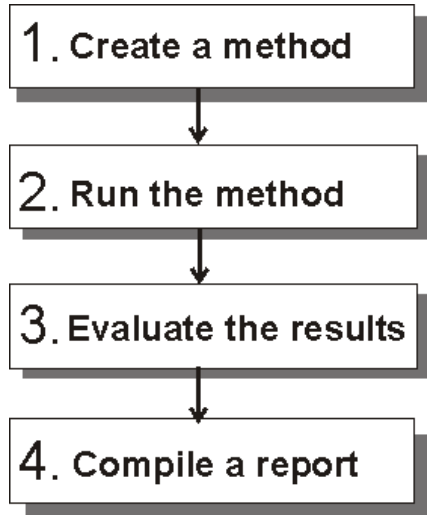 1. Create a method
2. Run the method
3. Evaluate the results
4. Compile a report